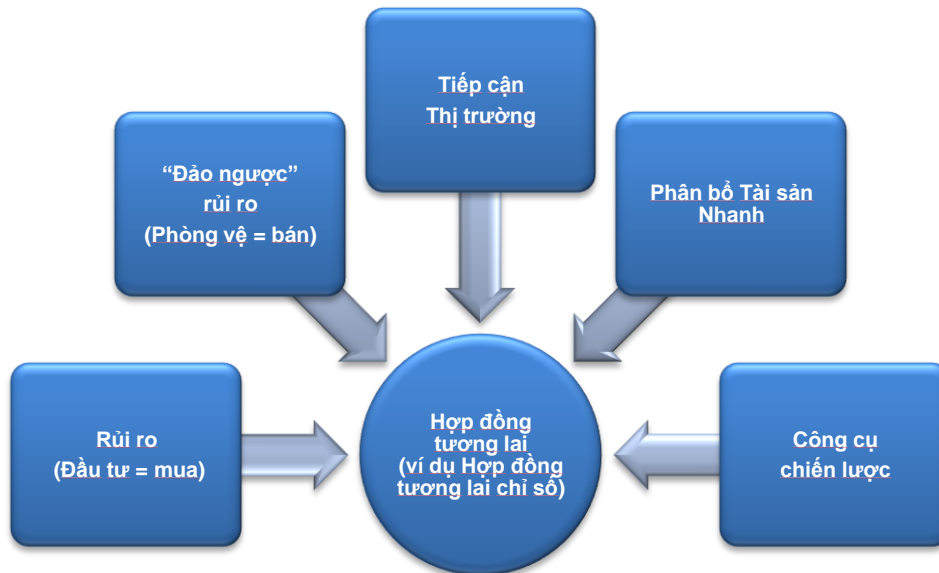 Tiếp cận
Thị trường
“Đảo ngược”
rủi ro
(Phòng vệ = bán)
Phân bổ Tài sản
Nhanh
Rủi ro
(Đầu tư = mua)
Hợp đồng
tương lai
(ví dụ Hợp đồng
tương lai chỉ số)
Công cụ
chiến lược